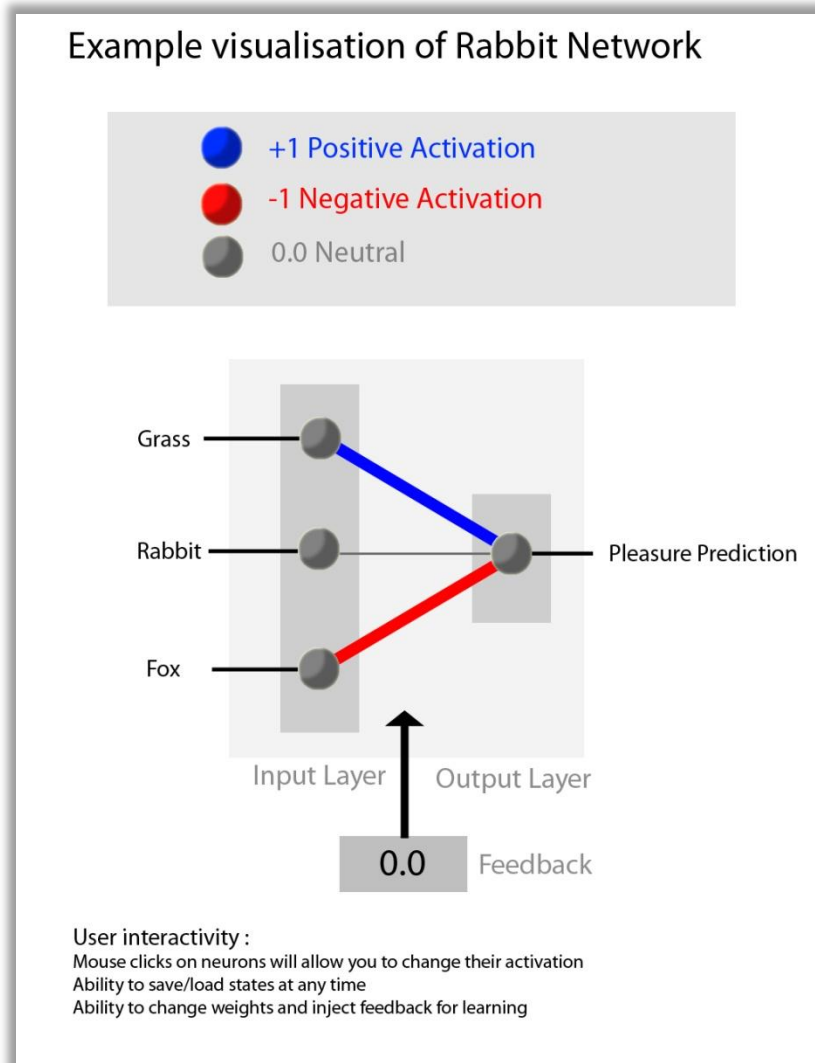 Example visualisation of Rabbit Network
+1 Positive Activation
-1 Negative Activation
0.0 Neutral
Grass
Rabbit
Pleasure Prediction
Fox
Input Layer
Output Layer
0.0
Feedback
User interactivity :
Mouse clicks on neurons will allow you to change their activation
Ability to save/load states at any time
Ability to change weights and inject feedback for learning